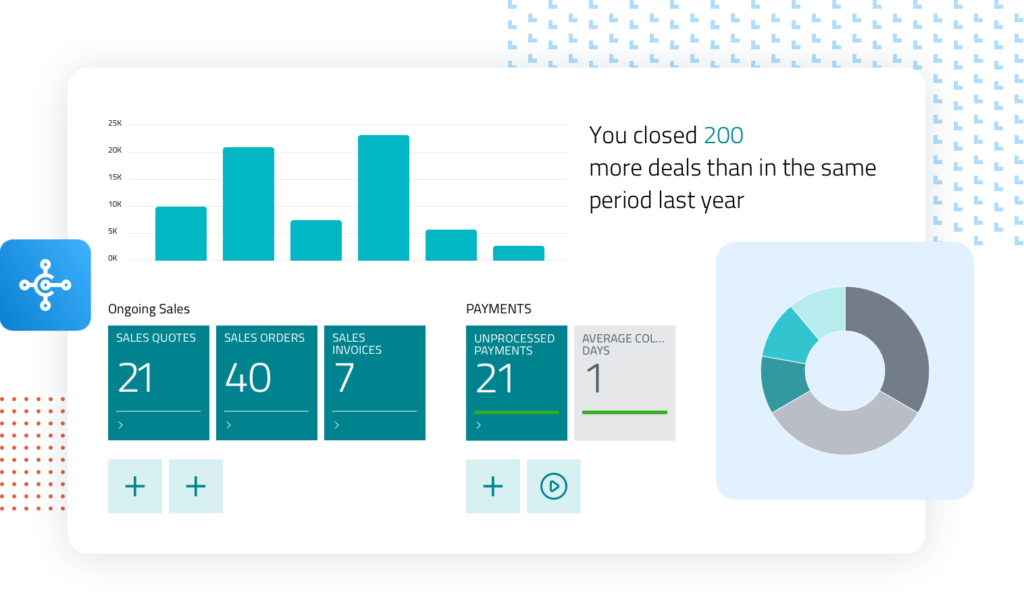 25K
20K
15K
10K
5K
0K
You closed 200
more deals than in the same
period last year
Ongoing Sales
SALES QUOTES
21
SALES ORDERS
40
SALES
INVOICES
7
PAYMENTS
UNPROCESSED
PAYMENTS
21
AVERAGE COL...
DAYS
1